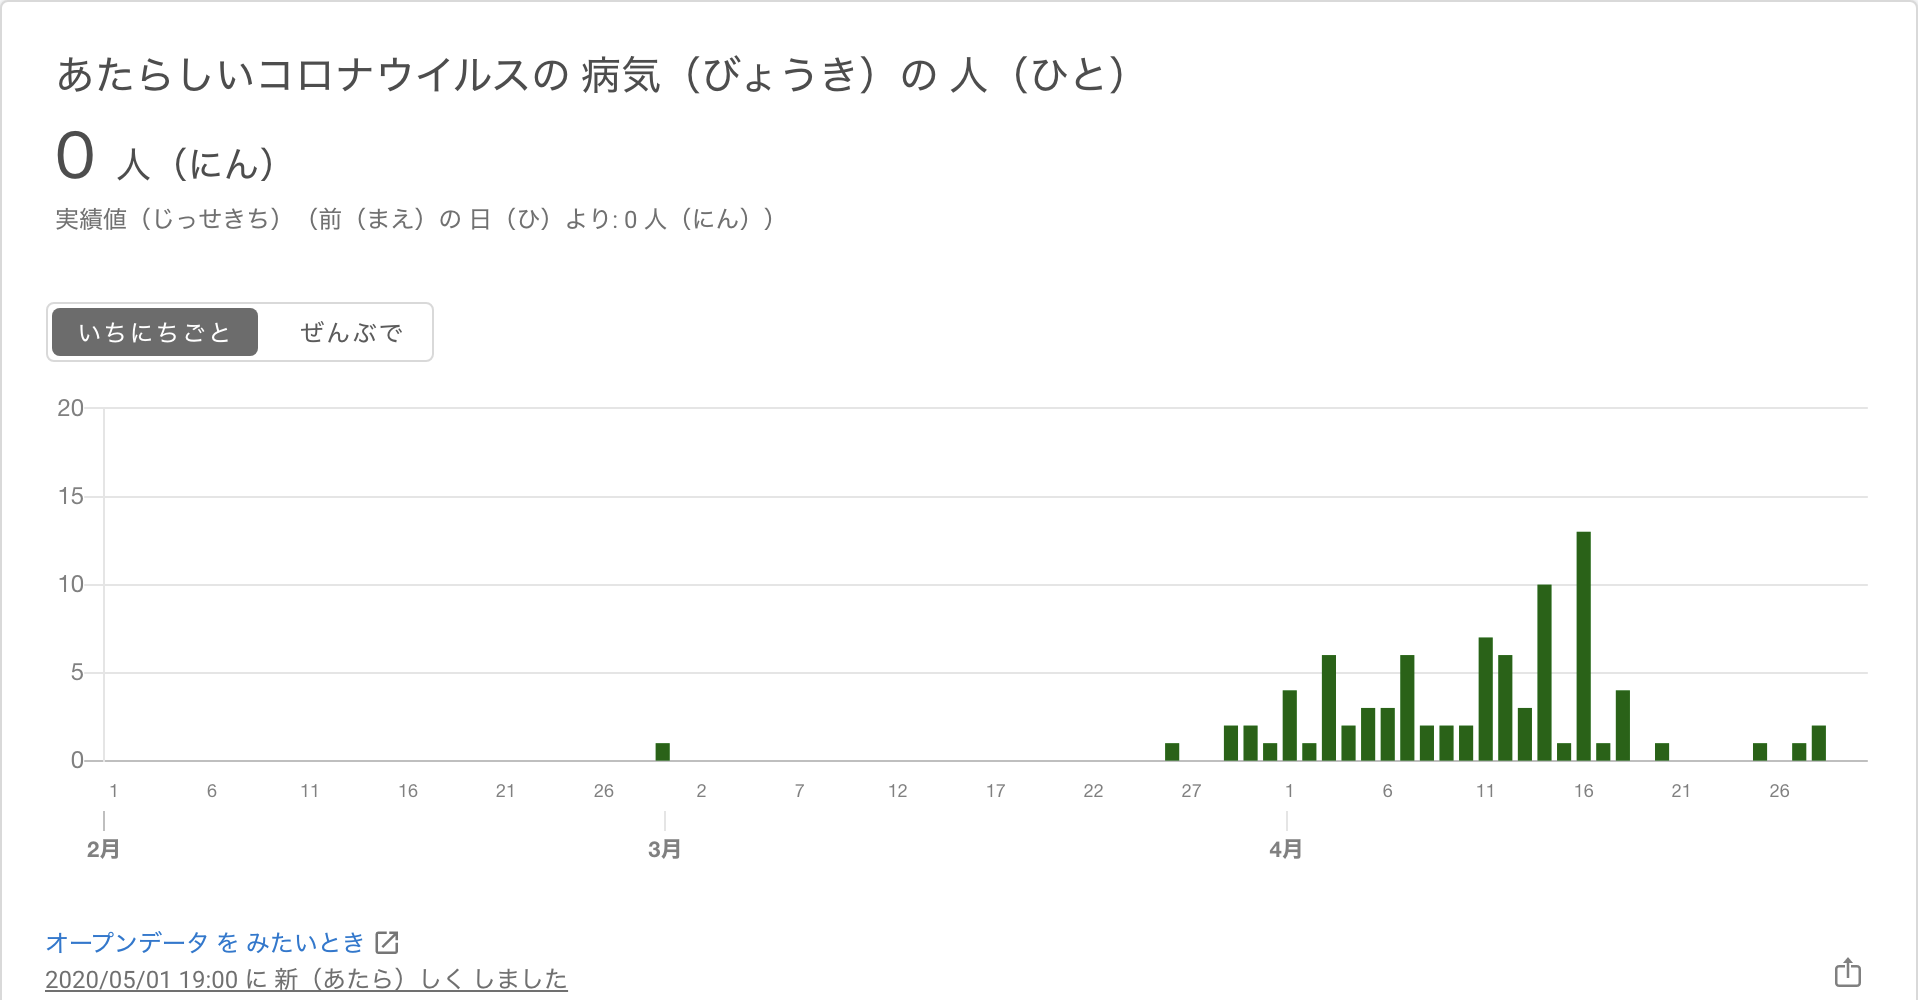 あたらしいコロナウイルスの 病気（びょうき）の 人（ひと）
0 人（にん）
実績値（じっせきち）（前（まえ）の 日（ひ）より: 0 人（にん））
いちにちごと ぜんぶで
20
15
10
5
0
1 6 11 16 21 26 2 7 12 17 22 27 1 6 11 16 21 26
2月 3月 4月
オープンデータ を みたいとき
2020/05/01 19:00 に 新（あたら）しく しました